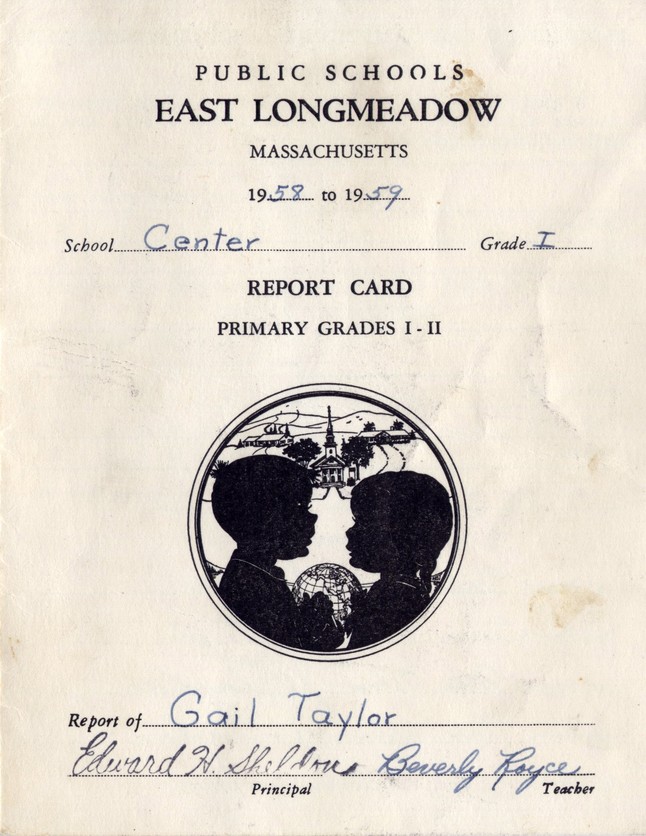 PUBLIC SCHOOLS
EAST LONGMEADOW
MASSACHUSETTS
1958 to 1959
School Center Grade I
REPORT CARD
PRIMARY GRADES I - II
Report of Gail Taylor
Edward H. Sheldon Beverly Royce
Principal Teacher